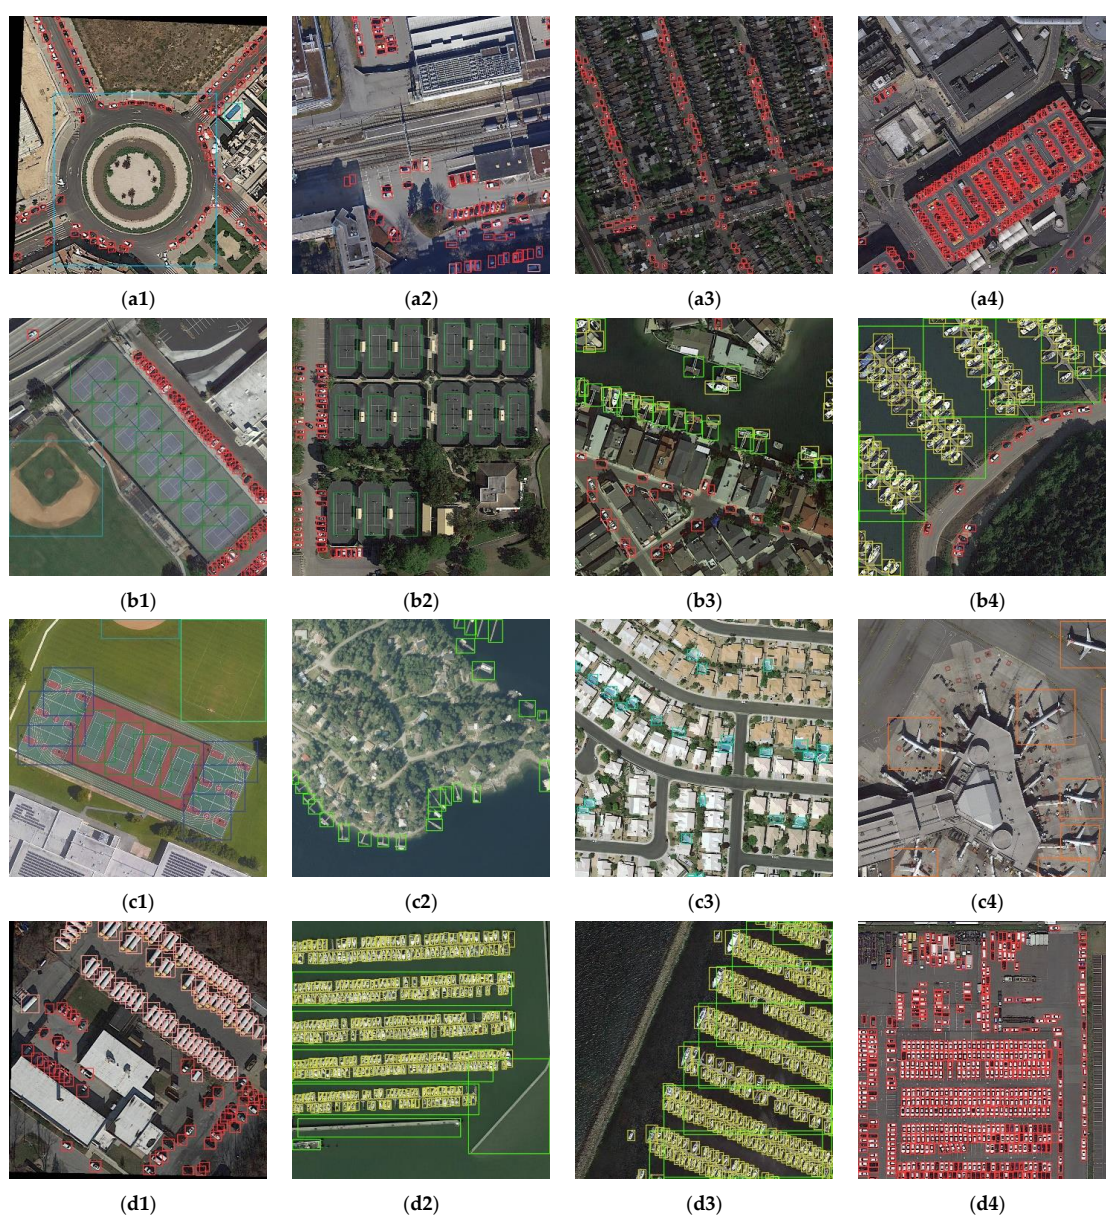 (a1) (a2) (a3) (a4)
(b1) (b2) (b3) (b4)
(c1) (c2) (c3) (c4)
(d1) (d2) (d3) (d4)